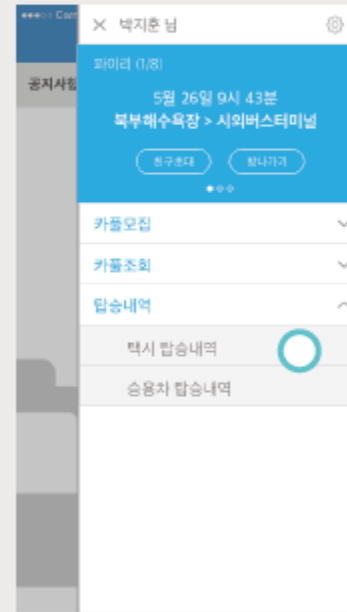 박지훈 님
공지사항
파이리 (1/8)
5월 26일 9시 43분
북부해수욕장 > 시외버스터미널
친구초대
방나가기
카풀모집
카풀조회
탑승내역
택시 탑승내역
승용차 탑승내역